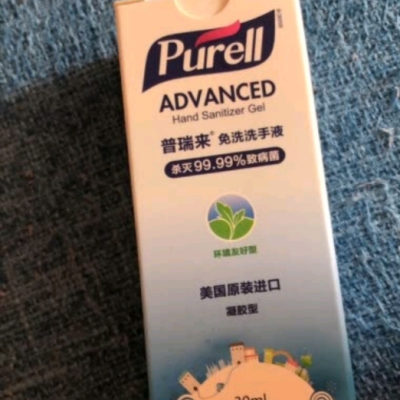 Purell
ADVANCED
Hand Sanitizer Gel
普瑞来® 免洗洗手液
杀灭99.99%致病菌
环境友好型
美国原装进口
凝胶型